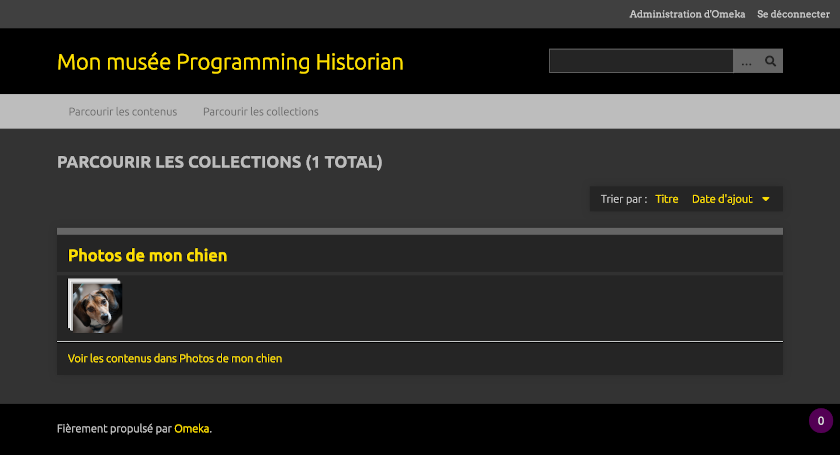 Administration d'Omeka Se déconnecter
Mon musée Programming Historian
...
Parcourir les contenus Parcourir les collections
PARCOURIR LES COLLECTIONS (1 TOTAL)
Trier par : Titre Date d'ajout
Photos de mon chien
Voir les contenus dans Photos de mon chien
Fièrement propulsé par Omeka.
0